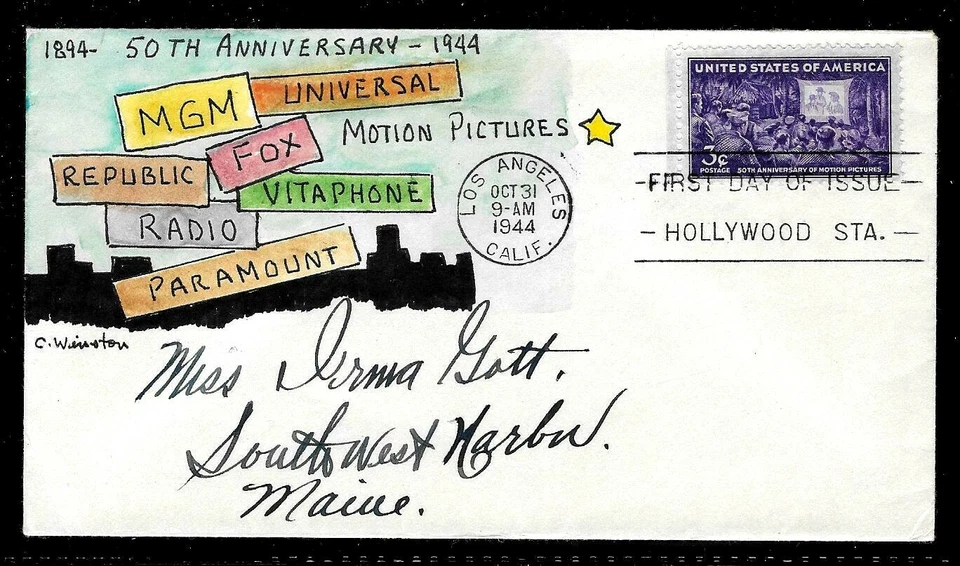 1894- 50TH ANNIVERSARY - 1944
MGM
UNIVERSAL
MOTION PICTURES
FOX
REPUBLIC
VITAPHONE
RADIO
PARAMOUNT
C. Winston
LOS ANGELES
OCT 31
9-AM
1944
CALIF.
UNITED STATES OF AMERICA
3¢
POSTAGE 50TH ANNIVERSARY OF MOTION PICTURES
-FIRST DAY OF ISSUE-
- HOLLYWOOD STA. -
Miss Irma Gott.
Southwest Harbor.
Maine.